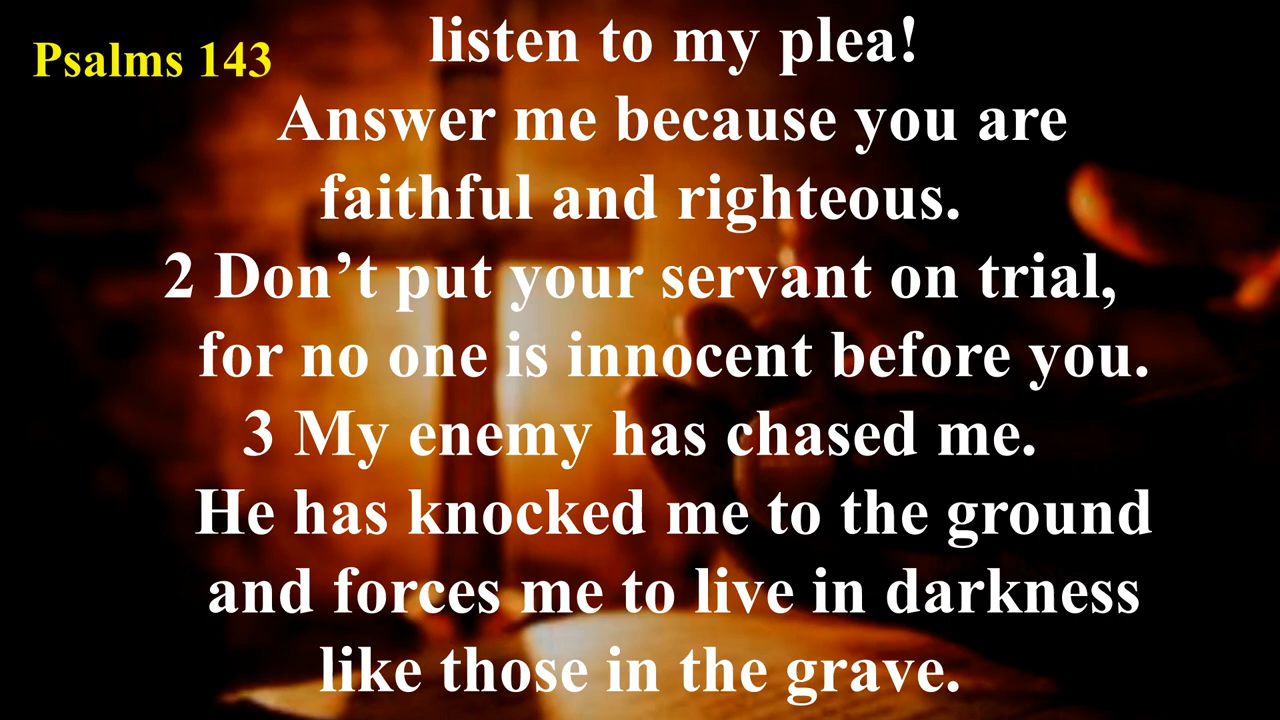 Psalms 143
listen to my plea!
Answer me because you are
faithful and righteous.
2 Don’t put your servant on trial,
for no one is innocent before you.
3 My enemy has chased me.
He has knocked me to the ground
and forces me to live in darkness
like those in the grave.